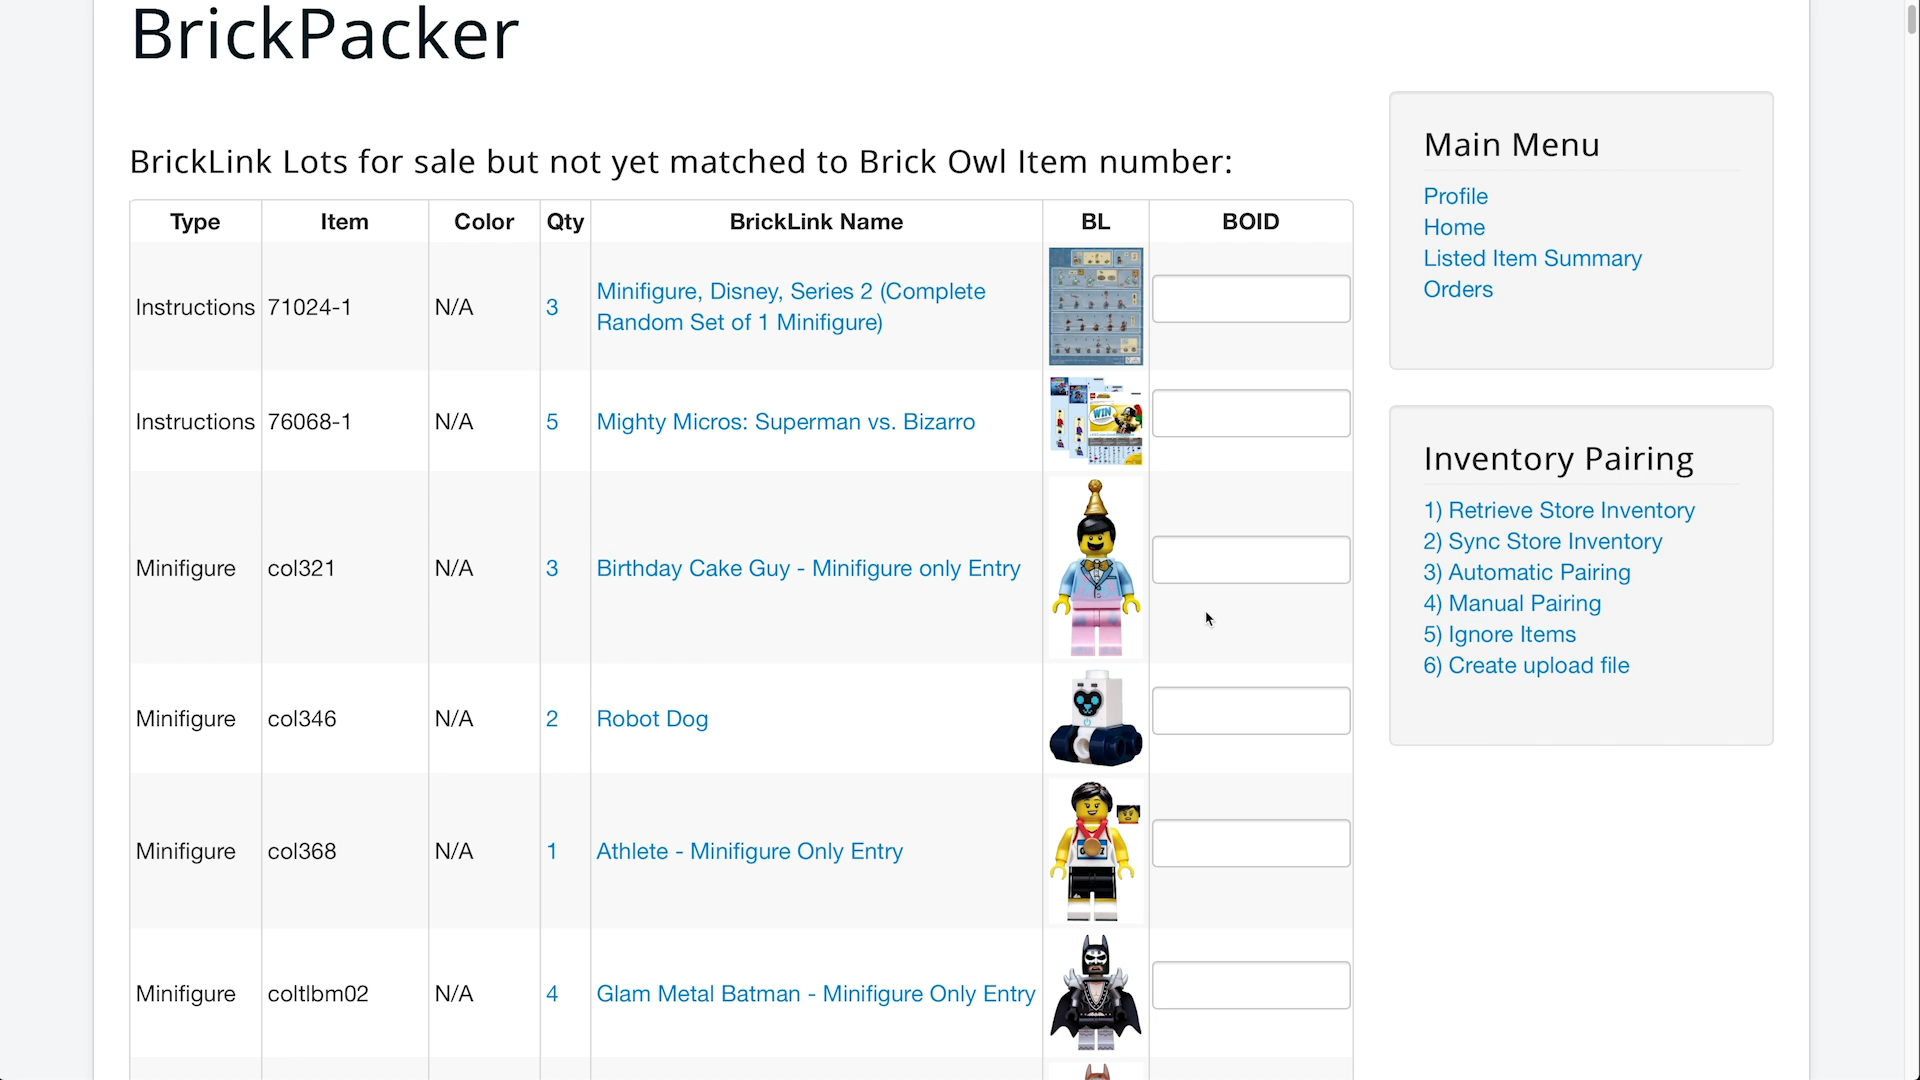 BrickPacker
BrickLink Lots for sale but not yet matched to Brick Owl Item number:
Type Item Color Qty BrickLink Name BL BOID
Instructions 71024-1 N/A 3 Minifigure, Disney, Series 2 (Complete
Random Set of 1 Minifigure)
Instructions 76068-1 N/A 5 Mighty Micros: Superman vs. Bizarro
WIN
Minifigure col321 N/A 3 Birthday Cake Guy - Minifigure only Entry
Minifigure col346 N/A 2 Robot Dog
Minifigure col368 N/A 1 Athlete - Minifigure Only Entry
Minifigure coltlbm02 N/A 4 Glam Metal Batman - Minifigure Only Entry
Main Menu
Profile
Home
Listed Item Summary
Orders
Inventory Pairing
1) Retrieve Store Inventory
2) Sync Store Inventory
3) Automatic Pairing
4) Manual Pairing
5) Ignore Items
6) Create upload file